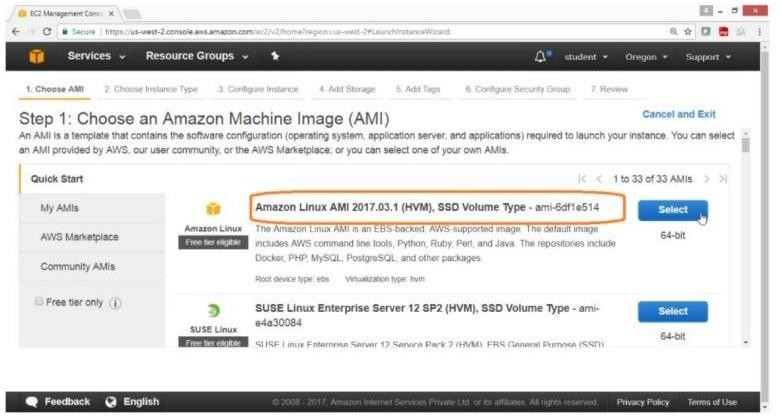 EC2 Management Conso
Secure https://us-west-2.console.aws.amazon.com/ec2/v2/home?region=us-west-2#LaunchInstanceWizard:
Services Resource Groups student Oregon Support
1. Choose AMI 2. Choose Instance Type 3. Configure Instance 4. Add Storage 5. Add Tags 6. Configure Security Group 7. Review
Step 1: Choose an Amazon Machine Image (AMI) Cancel and Exit
An AMI is a template that contains the software configuration (operating system, application server, and applications) required to launch your instance. You can select
an AMI provided by AWS, our user community, or the AWS Marketplace; or you can select one of your own AMIs.
Quick Start
1 to 33 of 33 AMIs
My AMIs
AWS Marketplace
Community AMIs
Free tier only
Amazon Linux
Free tier eligible
Amazon Linux AMI 2017.03.1 (HVM), SSD Volume Type - ami-6df1e514
The Amazon Linux AMI is an EBS-backed, AWS-supported image. The default image
includes AWS command line tools, Python, Ruby, Perl, and Java. The repositories include
Docker, PHP, MySQL, PostgreSQL, and other packages.
Root device type: ebs Virtualization type: hvm
Select
64-bit
SUSE Linux
Free tier eligible
SUSE Linux Enterprise Server 12 SP2 (HVM), SSD Volume Type - ami-
e4a30084
SUSE Linux Enterprise Server 12 Service Pack 2 (HVM), EBS General Purpose (SSD)
Select
64-bit
Feedback English © 2008 - 2017, Amazon Internet Services Private Ltd. or its affiliates. All rights reserved. Privacy Policy Terms of Use